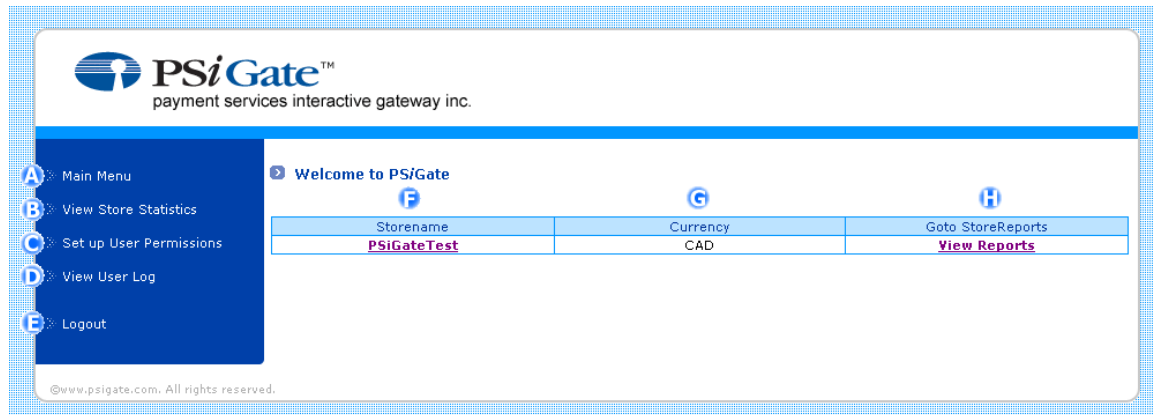 PSiGate™
payment services interactive gateway inc.
A Main Menu
B View Store Statistics
C Set up User Permissions
D View User Log
E Logout
Welcome to PSiGate
F G H
Storename Currency Goto StoreReports
PSiGateTest CAD View Reports
©www.psigate.com. All rights reserved.